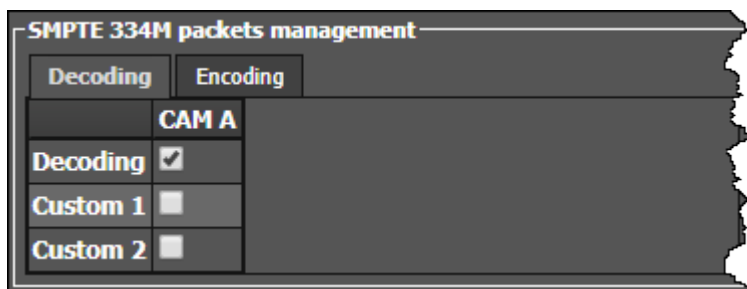 SMPTE 334M packets management
Decoding Encoding
CAM A
Decoding
Custom 1
Custom 2